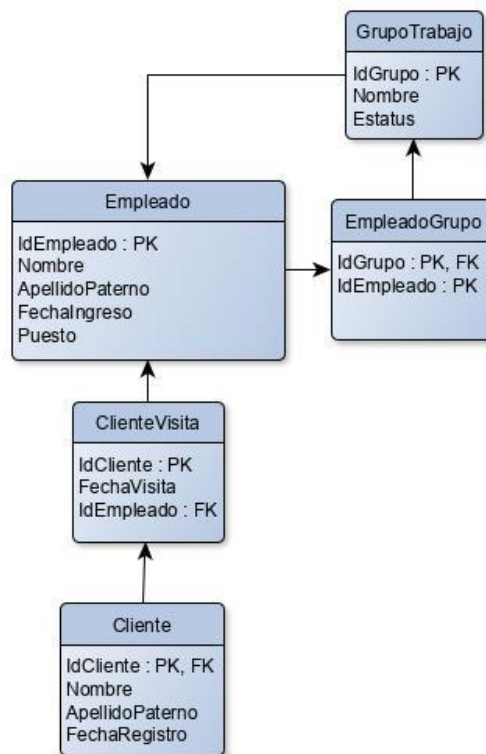 GrupoTrabajo
IdGrupo : PK
Nombre
Estatus
Empleado
IdEmpleado : PK
Nombre
ApellidoPaterno
FechaIngreso
Puesto
EmpleadoGrupo
IdGrupo : PK, FK
IdEmpleado : PK
ClienteVisita
IdCliente : PK
FechaVisita
IdEmpleado : FK
Cliente
IdCliente : PK, FK
Nombre
ApellidoPaterno
FechaRegistro